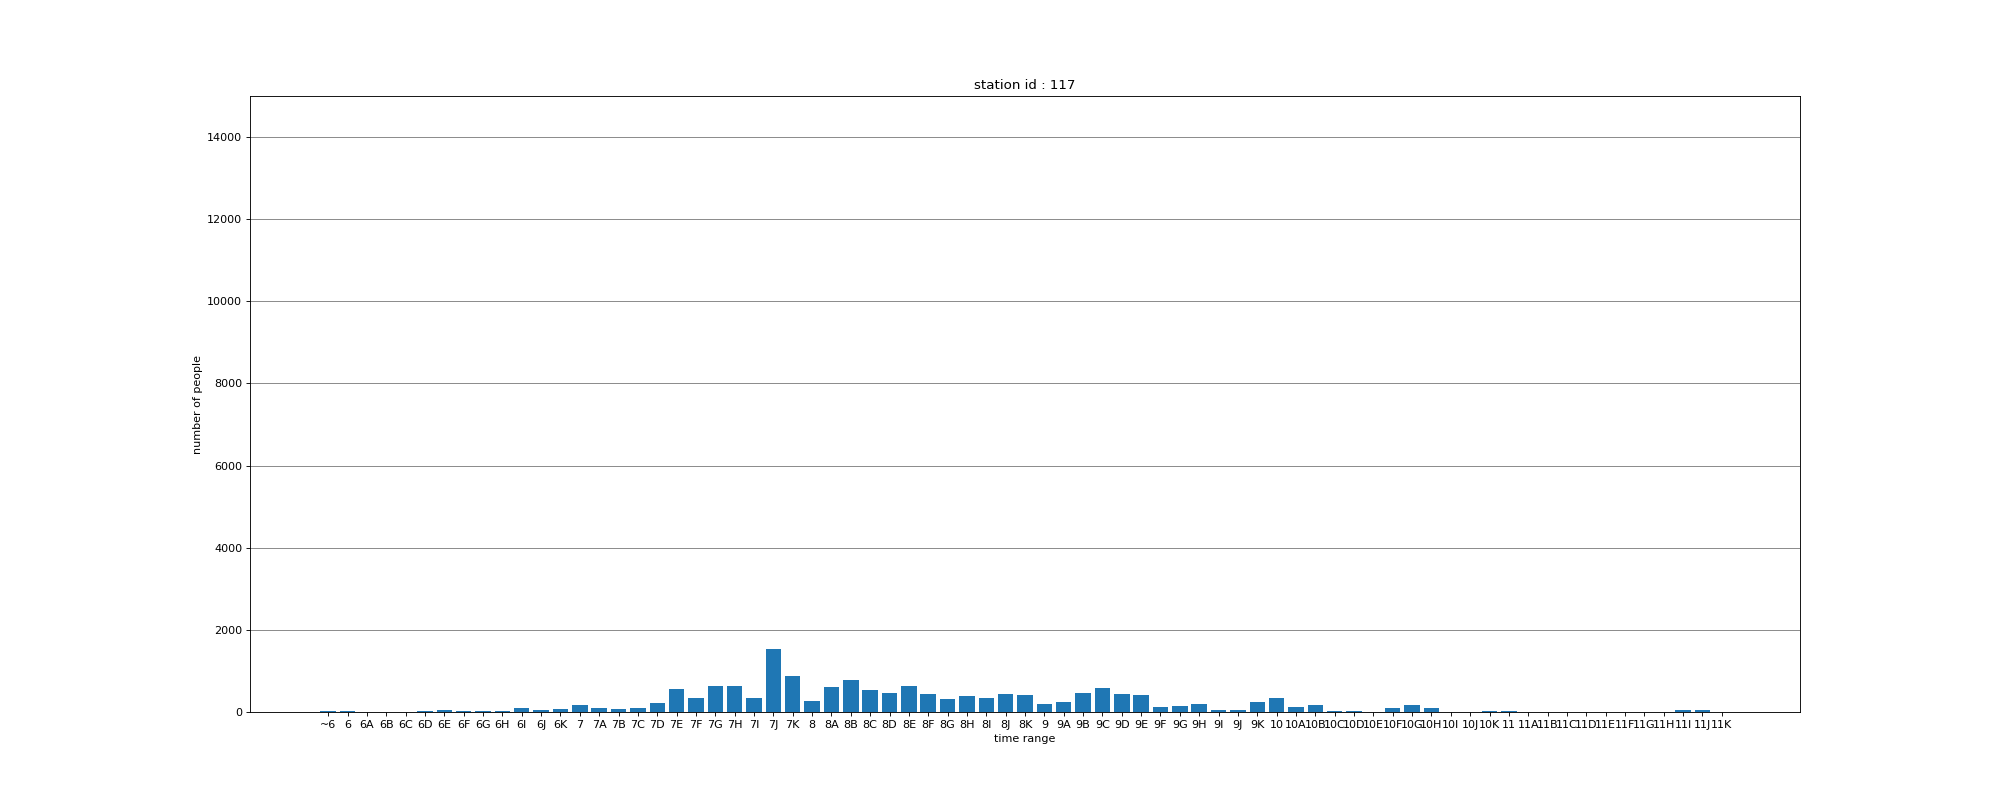 station id : 117
14000
12000
10000
8000
6000
4000
2000
0
number of people
~6 6 6A 6B 6C 6D 6E 6F 6G 6H 6I 6J 6K 7 7A 7B 7C 7D 7E 7F 7G 7H 7I 7J 7K 8 8A 8B 8C 8D 8E 8F 8G 8H 8I 8J 8K 9 9A 9B 9C 9D 9E 9F 9G 9H 9I 9J 9K 10 10A 10B 10C 10D 10E 10F 10G 10H 10I 10J 10K 11 11A 11B 11C 11D 11E 11F 11G 11H 11I 11J 11K
time range